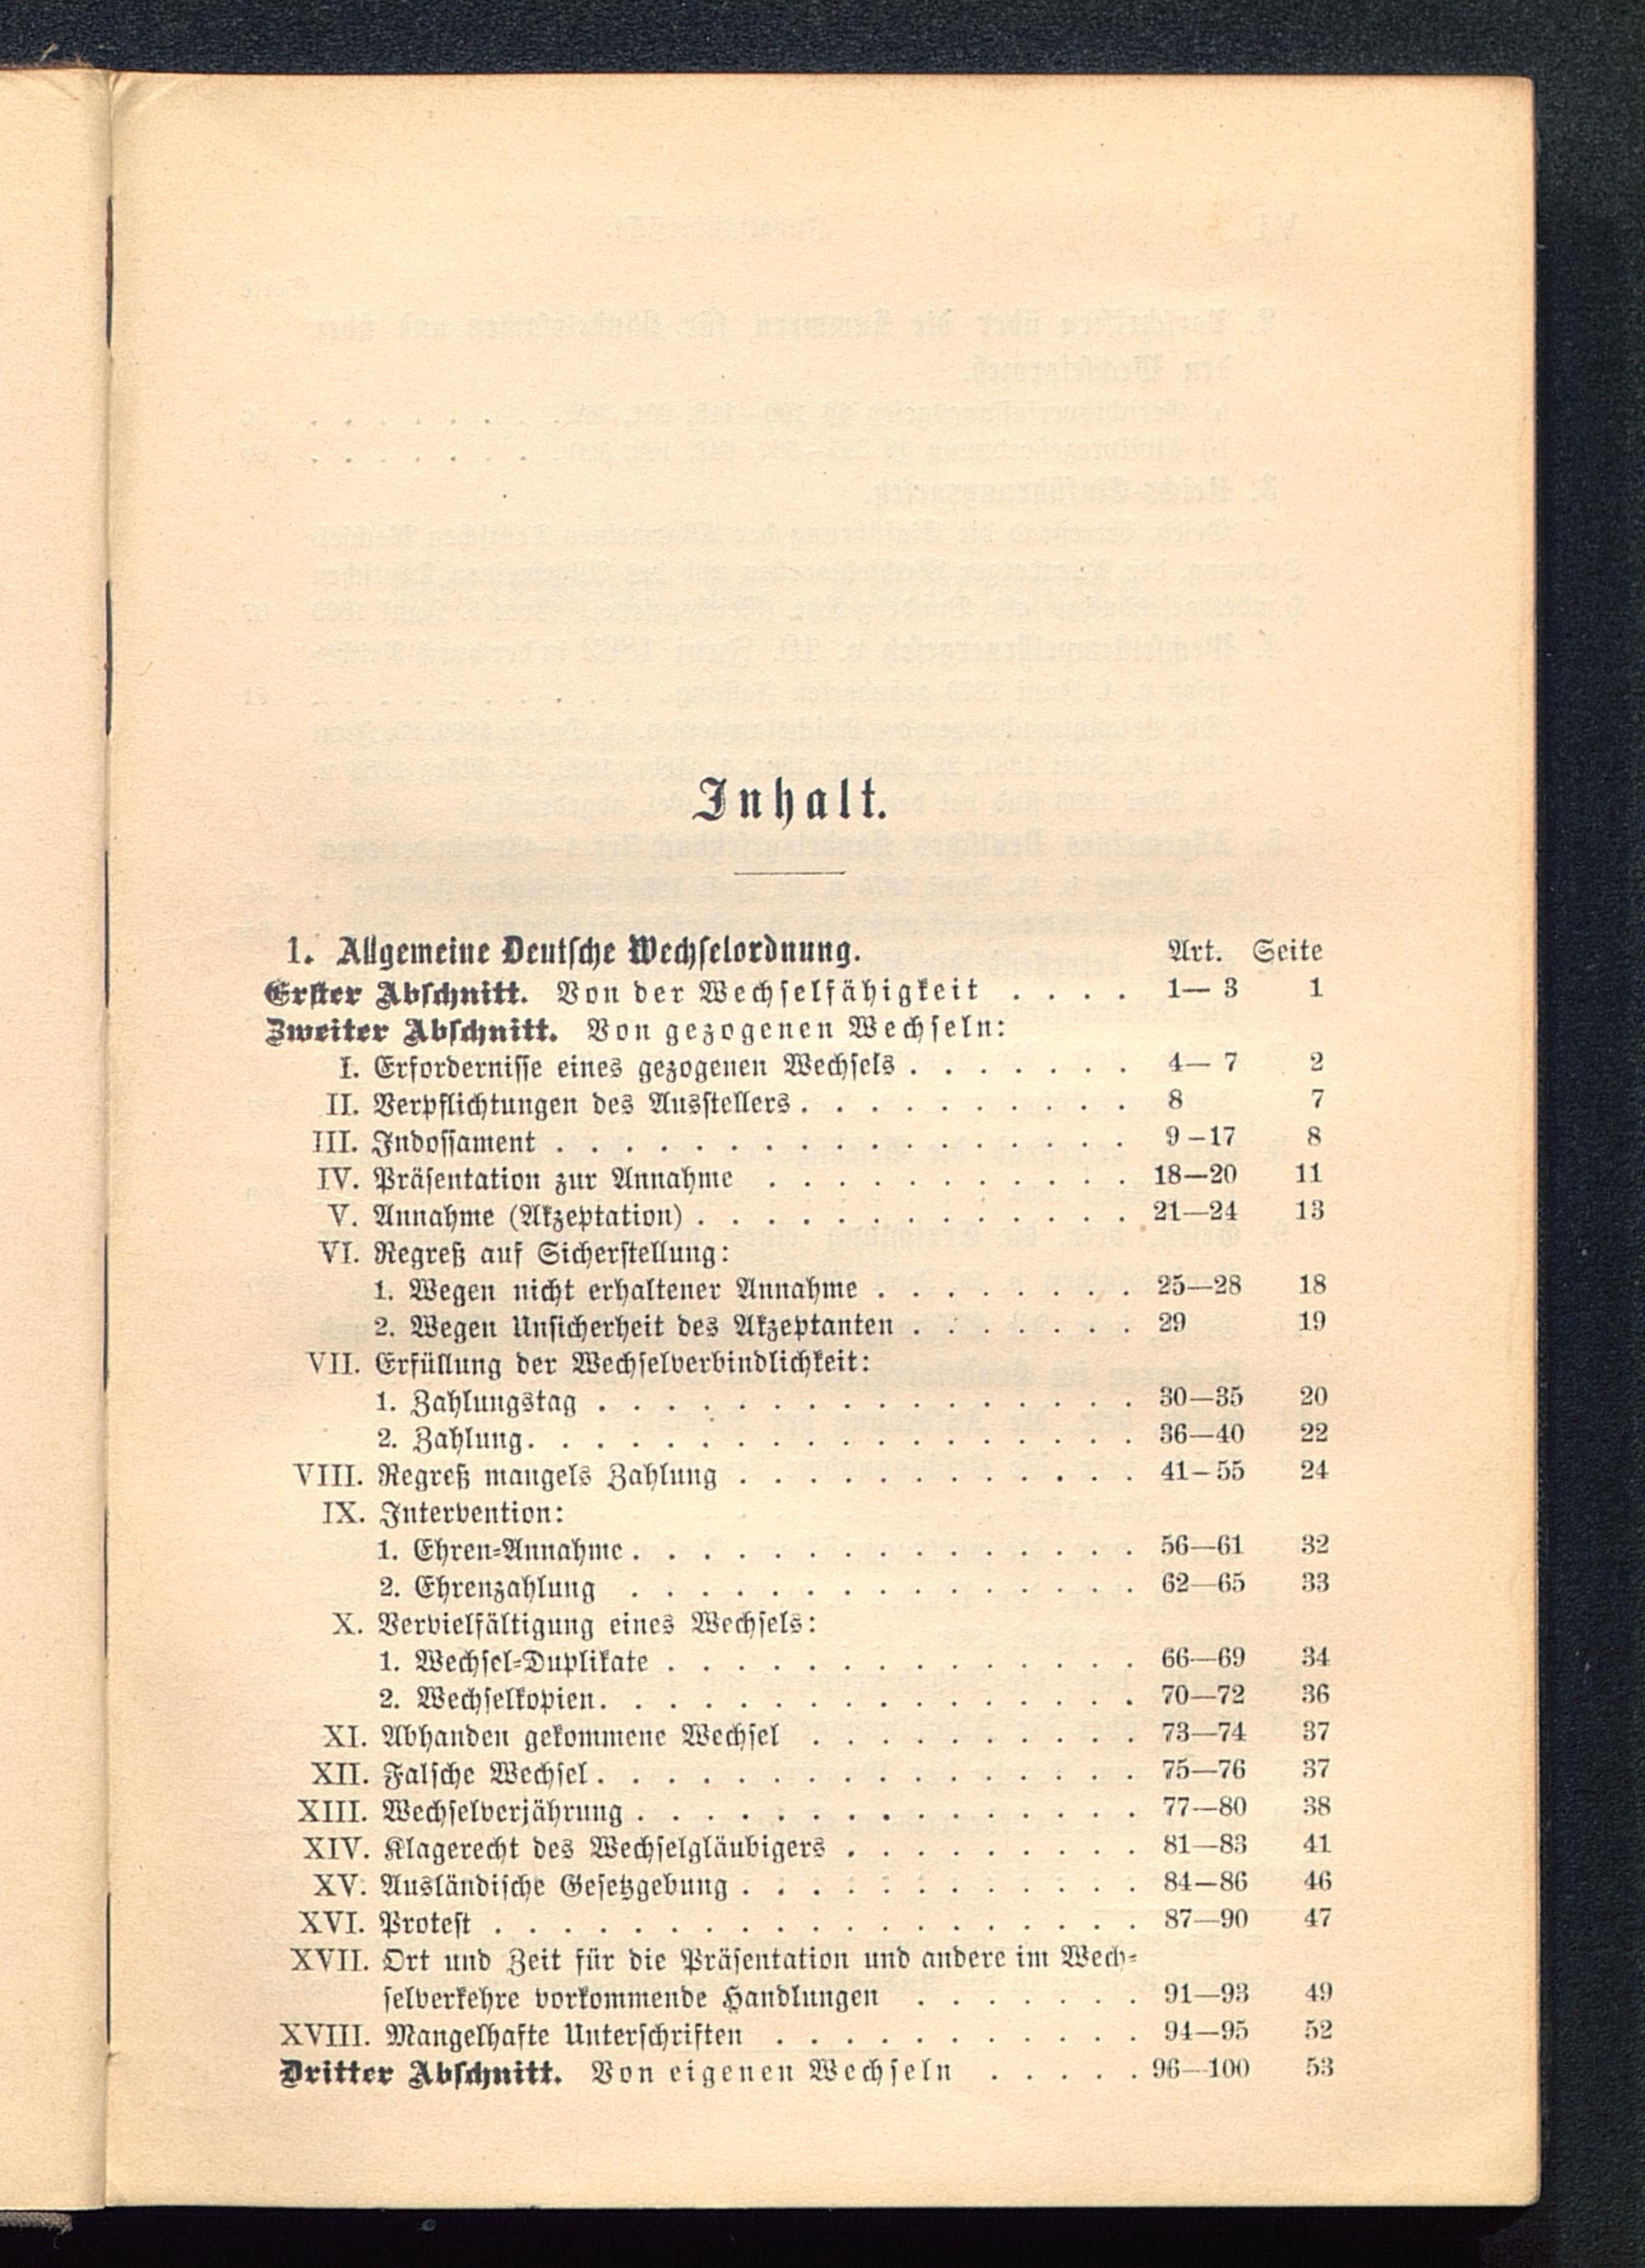 Inhalt.
1. Allgemeine Deutsche Wechselordnung. Art. Seite
Erster Abschnitt. Von der Wechselfähigkeit . . . . 1— 3 1
Zweiter Abschnitt. Von gezogenen Wechseln:
I. Erfordernisse eines gezogenen Wechsels . . . . . . . 4— 7 2
II. Verpflichtungen des Ausstellers . . . . . . . . . . 8 7
III. Indossament . . . . . . . . . . . . . . . . . 9–17 8
IV. Präsentation zur Annahme . . . . . . . . . . . 18—20 11
V. Annahme (Akzeptation) . . . . . . . . . . . . . 21—24 13
VI. Regreß auf Sicherstellung:
1. Wegen nicht erhaltener Annahme . . . . . . . . 25—28 18
2. Wegen Unsicherheit des Akzeptanten . . . . . . . 29 19
VII. Erfüllung der Wechselverbindlichkeit:
1. Zahlungstag . . . . . . . . . . . . . . . . 30—35 20
2. Zahlung . . . . . . . . . . . . . . . . . . 36—40 22
VIII. Regreß mangels Zahlung . . . . . . . . . . . . 41–55 24
IX. Intervention:
1. Ehren-Annahme . . . . . . . . . . . . . . . 56—61 32
2. Ehrenzahlung . . . . . . . . . . . . . . . 62—65 33
X. Vervielfältigung eines Wechsels:
1. Wechsel-Duplikate . . . . . . . . . . . . . . 66—69 34
2. Wechselkopien . . . . . . . . . . . . . . . . 70—72 36
XI. Abhanden gekommene Wechsel . . . . . . . . . . 73—74 37
XII. Falsche Wechsel . . . . . . . . . . . . . . . . 75—76 37
XIII. Wechselverjährung . . . . . . . . . . . . . . . 77—80 38
XIV. Klagerecht des Wechselgläubigers . . . . . . . . . 81—83 41
XV. Ausländische Gesetzgebung . . . . . . . . . . . . 84—86 46
XVI. Protest . . . . . . . . . . . . . . . . . . . 87—90 47
XVII. Ort und Zeit für die Präsentation und andere im Wech-
selverkehre vorkommende Handlungen . . . . . . . 91—93 49
XVIII. Mangelhafte Unterschriften . . . . . . . . . . . 94—95 52
Dritter Abschnitt. Von eigenen Wechseln . . . . . 96—100 53